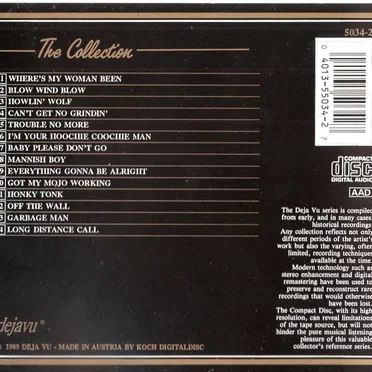 The Collection
5034-2
1 WHERE'S MY WOMAN BEEN
2 BLOW WIND BLOW
3 HOWLIN' WOLF
4 CAN'T GET NO GRINDIN'
5 TROUBLE NO MORE
6 I'M YOUR HOOCHIE COOCHIE MAN
7 BABY PLEASE DON'T GO
8 MANNISH BOY
9 EVERYTHING GONNA BE ALRIGHT
0 GOT MY MOJO WORKING
1 HONKY TONK
2 OFF THE WALL
3 GARBAGE MAN
4 LONG DISTANCE CALL
0 4013-55034-2 7
COMPACT
disc
DIGITAL AUDIO
AAD
The Deja Vu series is compiled
from early, and in many cases,
historical recordings.
Any collection reflects not only
different periods of the artist's
work but also the varying, often
limited, recording techniques
available at the time.
Modern technology such as
stereo enhancement and digital
remastering have been used to
preserve and reconstruct rare
recordings that would otherwise
have been lost.
The Compact Disc, with its high
resolution, can reveal limitations
of the tape source, but will not
hinder the pure musical listening
pleasure of this valuable
collector's reference series.
dejavu®
1989 DEJA VU - MADE IN AUSTRIA BY KOCH DIGITALDISC